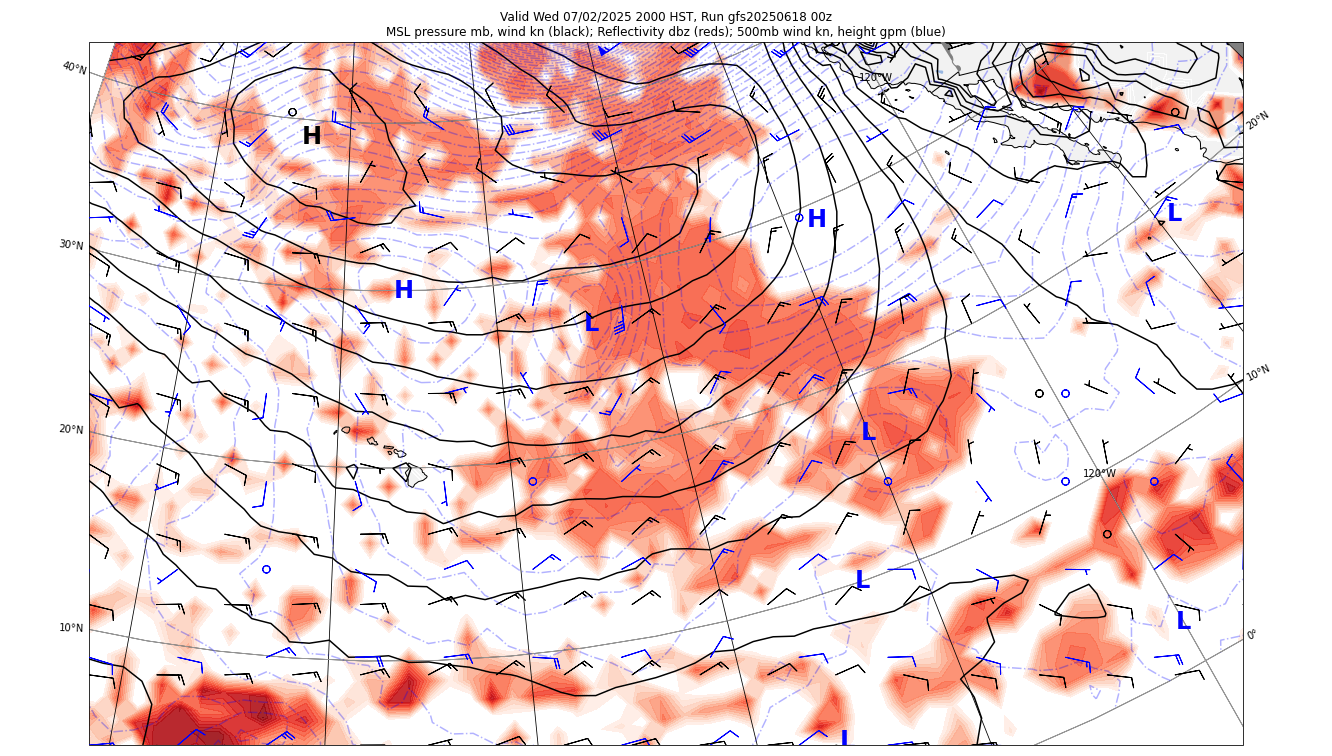 Valid Wed 07/02/2025 2000 HST, Run gfs20250618 00z
MSL pressure mb, wind kn (black); Reflectivity dbz (reds); 500mb wind kn, height gpm (blue)
40°N
120°W
20°N
H
H
L
30°N
H
L
10°N
20°N
L
120°W
L
10°N
L
0°
L